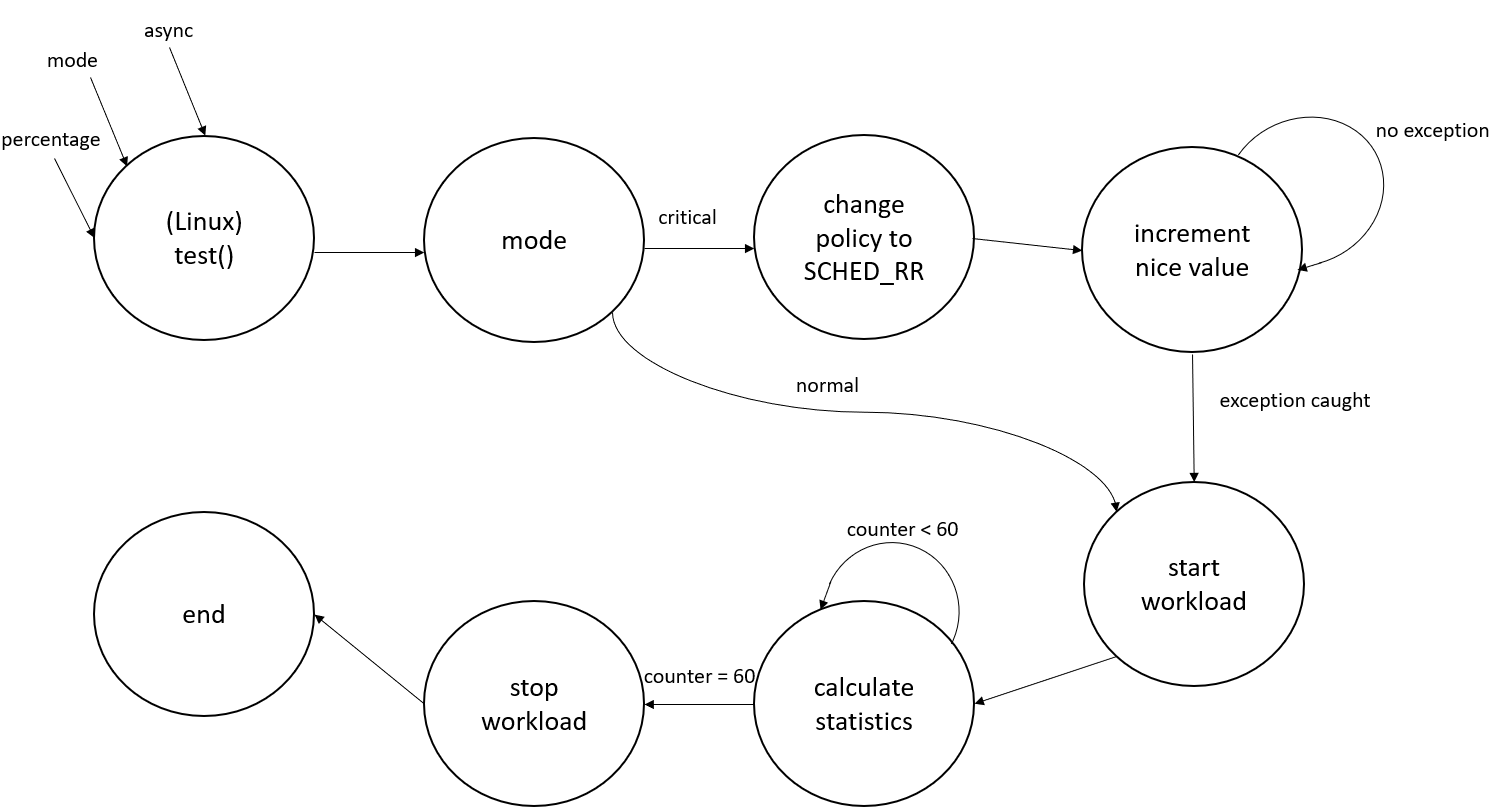 async
mode
percentage
(Linux)
test()
mode
critical
change
policy to
SCHED_RR
increment
nice value
no exception
normal
exception caught
start
workload
counter < 60
calculate
statistics
counter = 60
stop
workload
end